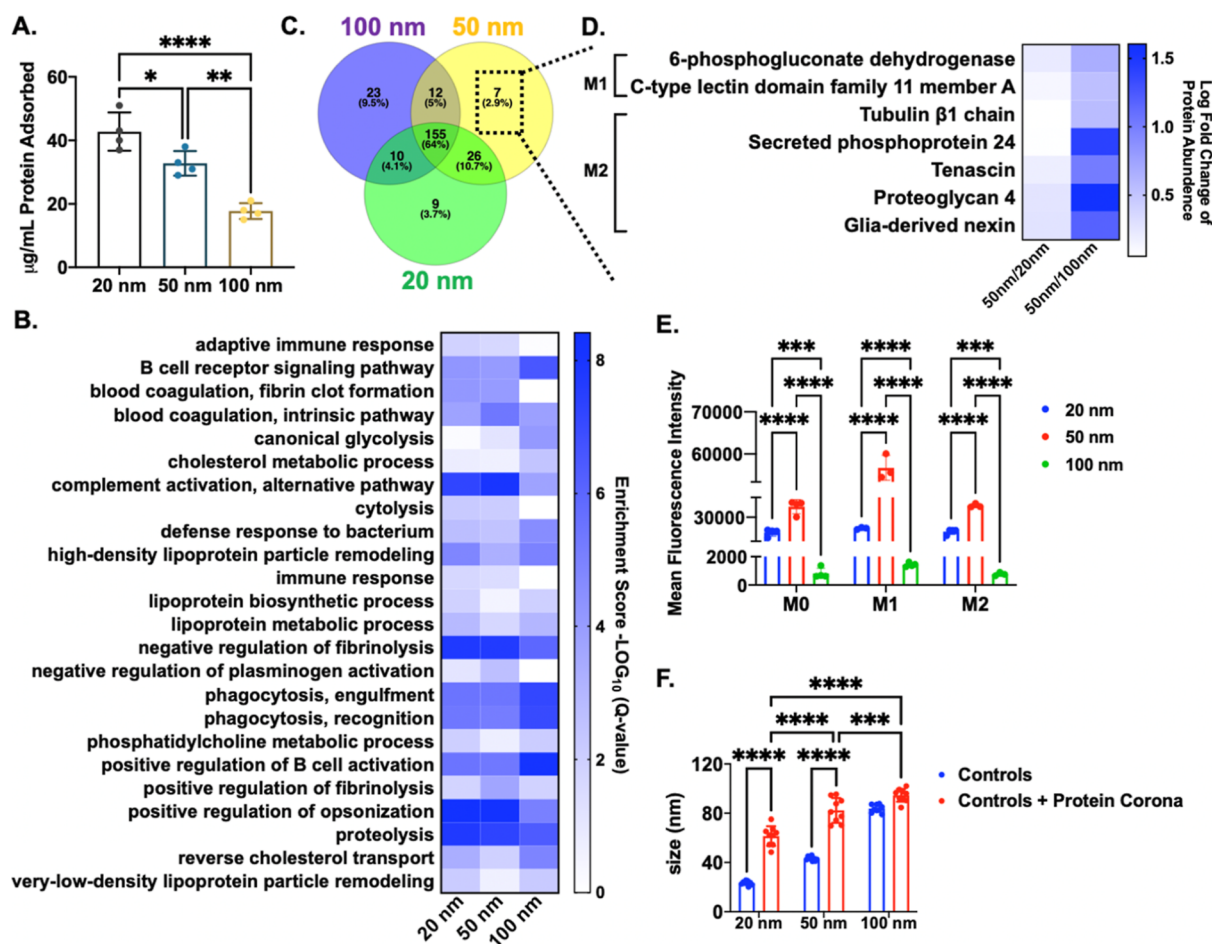 A.
****
*
**
μg/mL Protein Adsorbed
60
40
20
0
20 nm
50 nm
100 nm
C.
100 nm
50 nm
23
(9.5%)
12
(5%)
7
(2.9%)
155
(64%)
10
(4.1%)
26
(10.7%)
9
(3.7%)
20 nm
D.
M1
M2
6-phosphogluconate dehydrogenase
C-type lectin domain family 11 member A
Tubulin β1 chain
Secreted phosphoprotein 24
Tenascin
Proteoglycan 4
Glia-derived nexin
50nm/20nm
50nm/100nm
1.5
1.0
0.5
Log Fold Change of
Protein Abundence
B.
adaptive immune response
B cell receptor signaling pathway
blood coagulation, fibrin clot formation
blood coagulation, intrinsic pathway
canonical glycolysis
cholesterol metabolic process
complement activation, alternative pathway
cytolysis
defense response to bacterium
high-density lipoprotein particle remodeling
immune response
lipoprotein biosynthetic process
lipoprotein metabolic process
negative regulation of fibrinolysis
negative regulation of plasminogen activation
phagocytosis, engulfment
phagocytosis, recognition
phosphatidylcholine metabolic process
positive regulation of B cell activation
positive regulation of fibrinolysis
positive regulation of opsonization
proteolysis
reverse cholesterol transport
very-low-density lipoprotein particle remodeling
20 nm
50 nm
100 nm
8
6
4
2
0
Enrichment Score -LOG10 (Q-value)
E.
***
****
***
****
****
****
****
****
****
Mean Fluorescence Intensity
70000
60000
30000
2000
0
M0
M1
M2
20 nm
50 nm
100 nm
F.
****
****
***
****
****
size (nm)
120
80
40
0
20 nm
50 nm
100 nm
Controls
Controls + Protein Corona